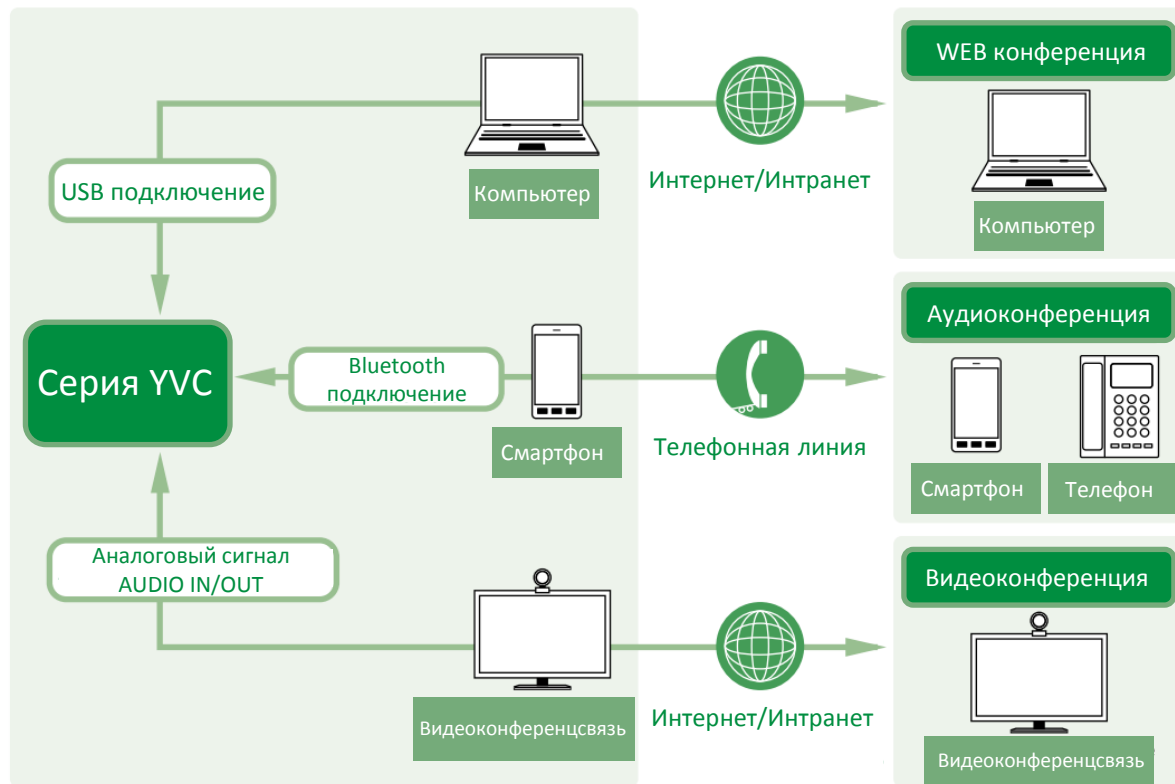 WEB конференция
USB подключение
Компьютер
Интернет/Интранет
Компьютер
Аудиоконференция
Серия YVC
Bluetooth
подключение
Смартфон
Телефонная линия
Смартфон
Телефон
Аналоговый сигнал
AUDIO IN/OUT
Видеоконференция
Видеоконференцсвязь
Интернет/Интранет
Видеоконференцсвязь